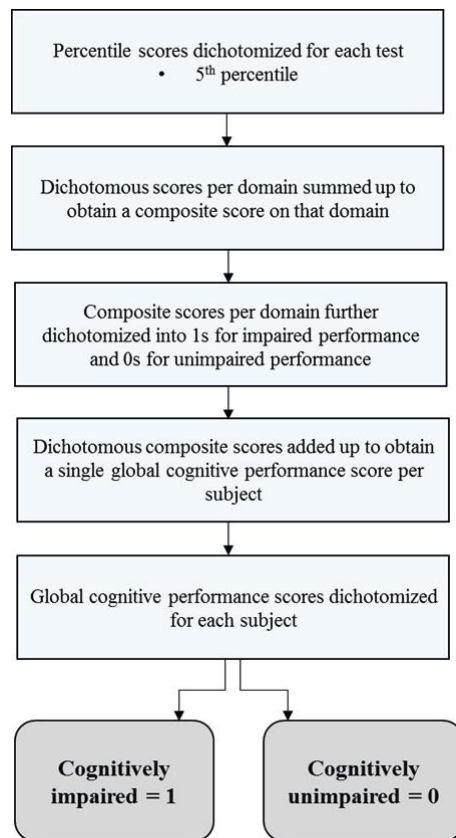 Percentile scores dichotomized for each test
• 5th percentile
Dichotomous scores per domain summed up to
obtain a composite score on that domain
Composite scores per domain further
dichotomized into 1s for impaired performance
and 0s for unimpaired performance
Dichotomous composite scores added up to obtain
a single global cognitive performance score per
subject
Global cognitive performance scores dichotomized
for each subject
Cognitively
impaired = 1
Cognitively
unimpaired = 0